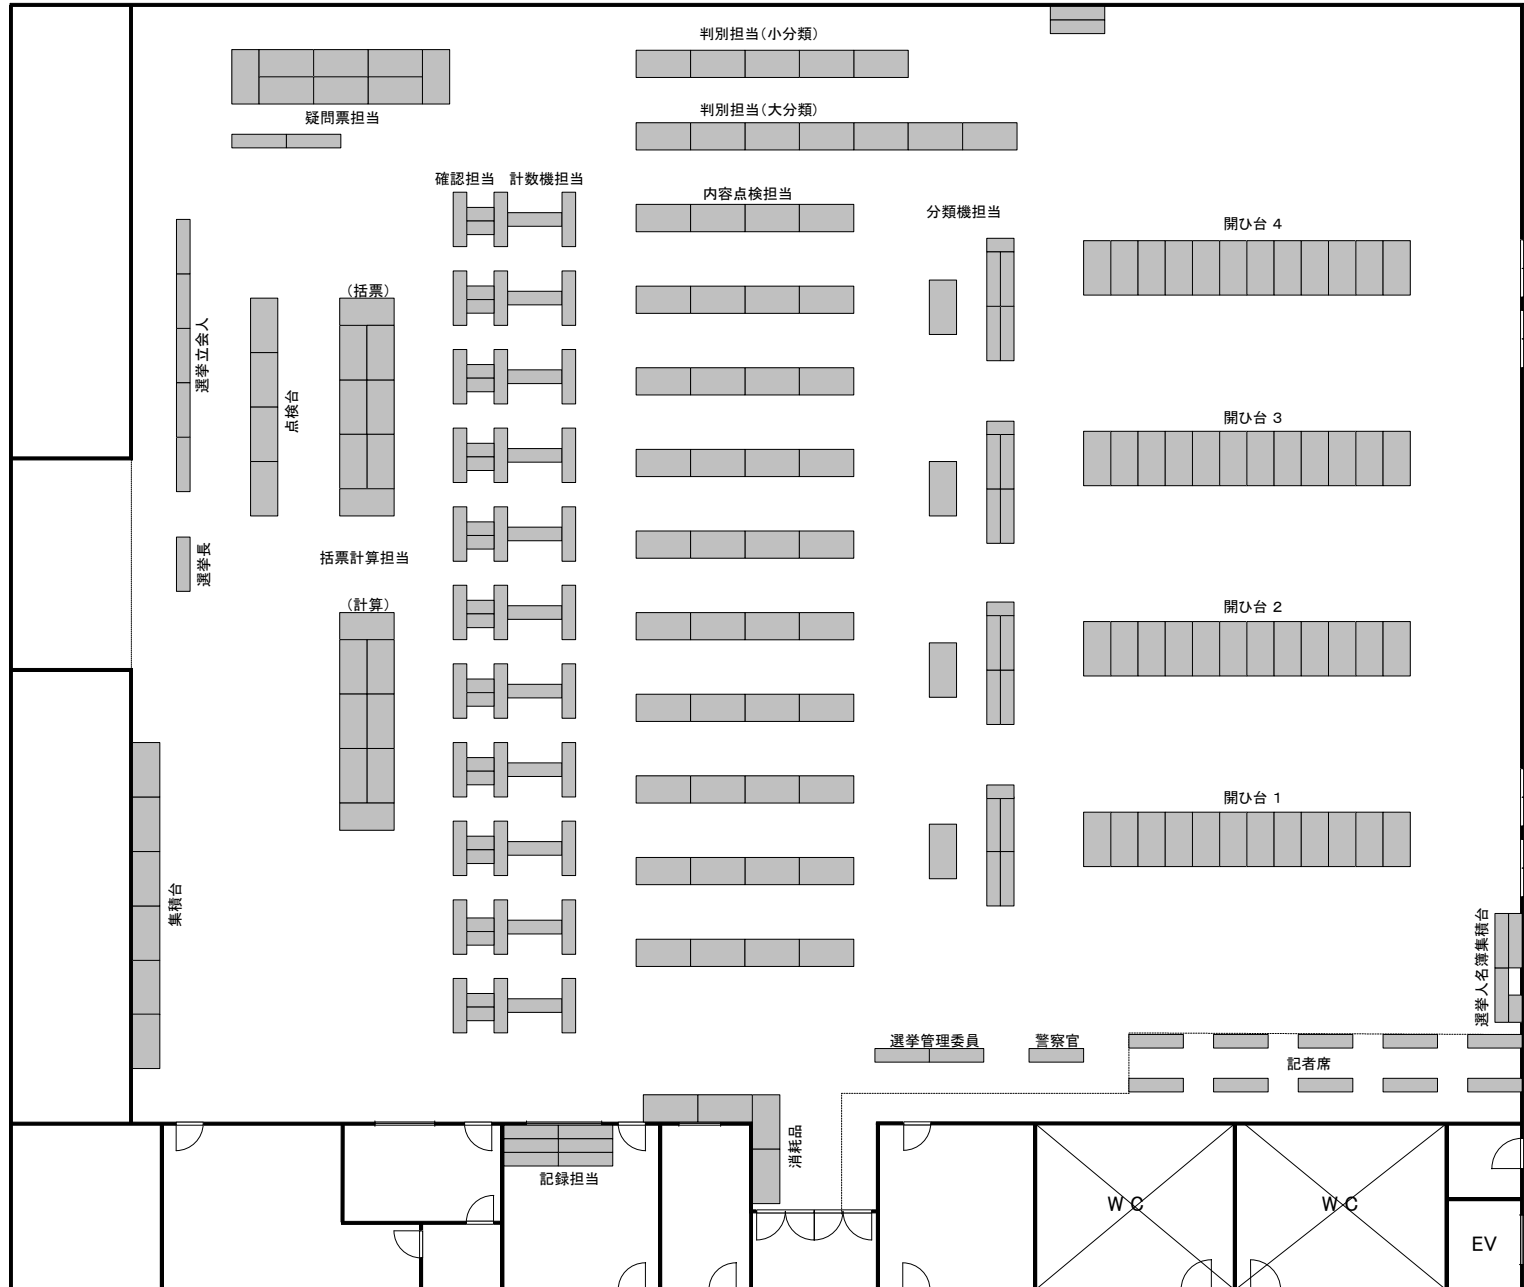 判別担当(小分類)
判別担当(大分類)
疑問票担当
確認担当
計数機担当
内容点検担当
分類機担当
開ひ台 4
(括票)
選挙立会人
点検台
開ひ台 3
選挙長
括票計算担当
(計算)
開ひ台 2
開ひ台 1
集積台
選挙人名簿集積台
選挙管理委員
警察官
記者席
消耗品
記録担当
W C
W C
EV